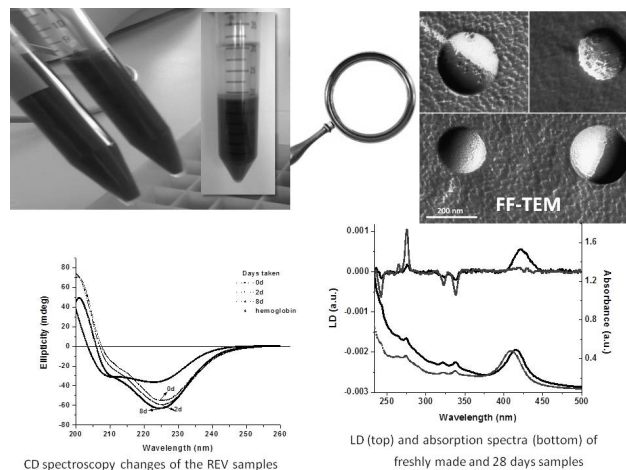 200 nm
FF-TEM
Days taken
0d
2d
8d
hemoglobin
80
60
40
20
0
-20
-40
-60
-80
Ellipticity (mdeg)
0d
8d
2d
200 210 220 230 240 250 260
Wavelength (nm)
CD spectroscopy changes of the REV samples
0.001
0.000
-0.001
-0.002
-0.003
LD (a.u.)
1.6
1.2
0.8
0.4
Absorbance (a.u.)
250 300 350 400 450 500
Wavelength (nm)
LD (top) and absorption spectra (bottom) of
freshly made and 28 days samples